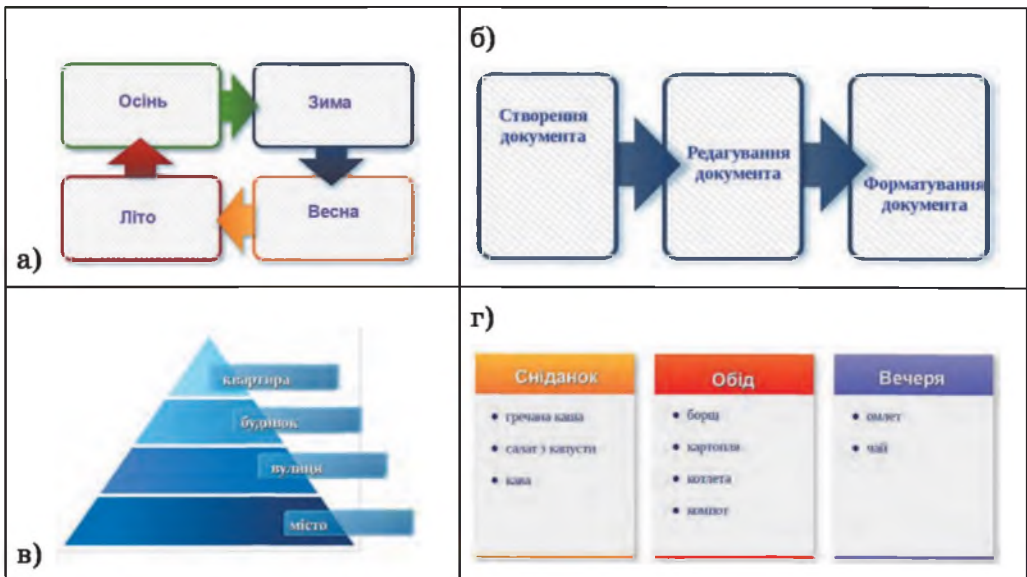 а)
Осінь
Зима
Літо
Весна
б)
Створення
документа
Редагування
документа
Форматування
документа
в)
квартира
будинок
вулиця
місто
г)
Сніданок
• гречана каша
• салат з капусти
• кава
Обід
• борщ
• картопля
• котлета
• компот
Вечеря
• омлет
• чай